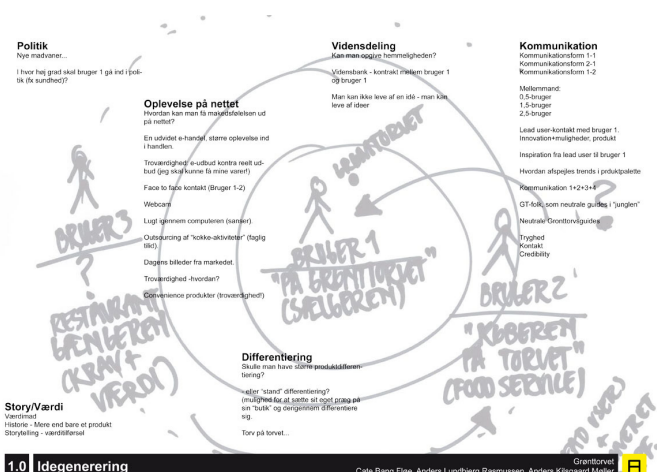 Politik
Nye madvaner...
I hvor høj grad skal bruger 1 gå ind i poli-
tik (fx sundhed)?
Oplevelse på nettet
Hvordan kan man få makedsfølelsen ud
på nettet?
En udvidet e-handel, større oplevelse ind
i handlen.
Troværdighed: e-udbud kontra reelt ud-
bud (jeg skal kunne få mine varer!)
Face to face kontakt (Bruger 1-2)
Webcam
Lugt igennem computeren (sanser).
Outsourcing af "kokke-aktiviteter" (faglig
tilid).
Dagens billeder fra markedet.
Troværdighed -hvordan?
Convenience produkter (troværdighed!)
Vidensdeling
Kan man opgive hemmeligheden?
Vidensbank - kontrakt mellem bruger 1
og bruger 1
Man kan ikke leve af en idé - man kan
leve af ideer
Kommunikation
Kommunikationsform 1-1
Kommunikationsform 2-1
Kommunikationsform 1-2
Mellemmand:
0,5-bruger
1,5-bruger
2,5-bruger
Lead user-kontakt med bruger 1.
Innovation+muligheder, produkt
Inspiration fra lead user til bruger 1
Hvordan afspejles trends i prduktpalette
Kommunikation 1+2+3+4
GT-folk, som neutrale guides i "junglen"
Neutrale Grønttorvsguides
Tryghed
Kontakt
Credibility
BRUGER 3
?
RESTAURANT
GÆNGEREN
(KRAV +
VÆRDI)
URMATORVET
BRUGER 1
"PÅ GRØNTTORVET"
(SÆLGEREN)
?
BRUGER 2
"KØBEREN
PÅ TORVET"
(FOOD SERVICE)
Differentiering
Skulle man have større produktdifferen-
tiering?
- eller "stand" differentiering?
(mulighed for at sætte sit eget præg på
sin "butik" og derigennem differentiere
sig.
Torv på torvet...
Story/Værdi
Værdimad
Historie - Mere end bare et produkt
Storytelling - værditilførsel
1.0 Idegenerering
Grønttorvet
Cate Bang Fløe, Anders Lundbjerg Rasmussen, Anders Kilsgaard Møller